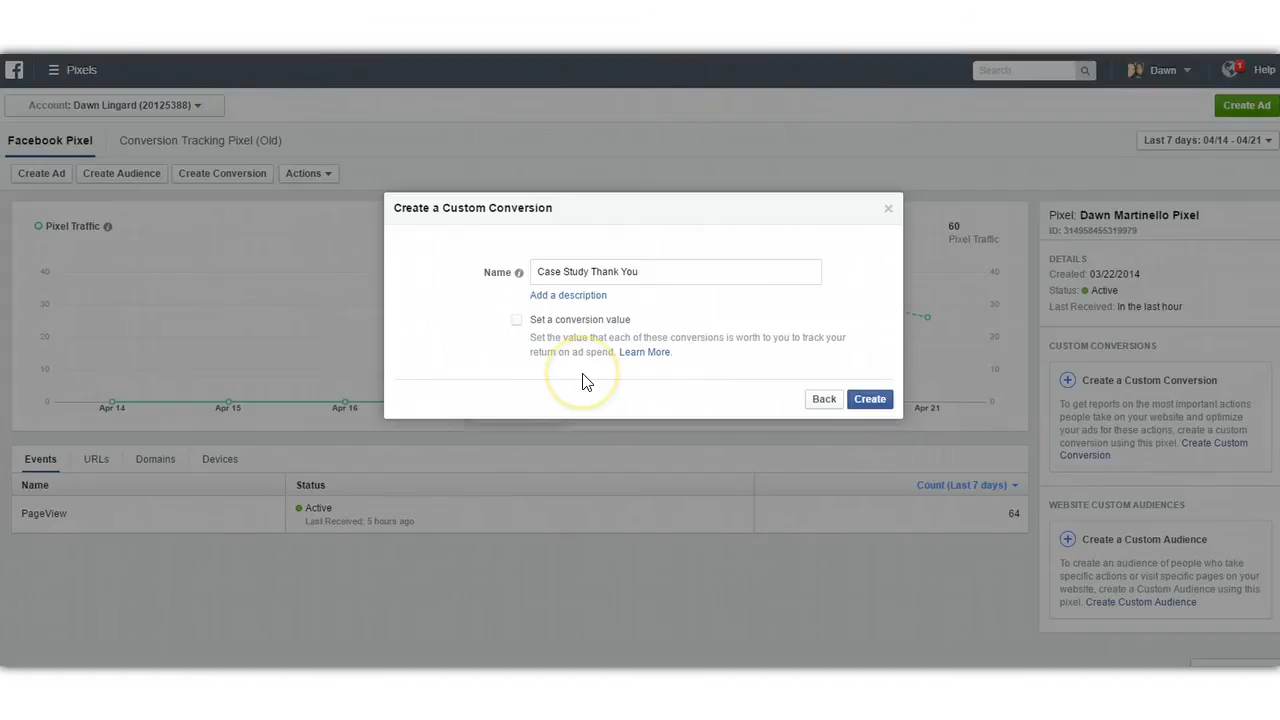 Pixels
Search
Dawn
1
Help
Account: Dawn Lingard (20125388)
Create Ad
Facebook Pixel
Conversion Tracking Pixel (Old)
Last 7 days: 04/14 - 04/21
Create Ad
Create Audience
Create Conversion
Actions
Create a Custom Conversion
Name
Case Study Thank You
Add a description
Set a conversion value
Set the value that each of these conversions is worth to you to track your
return on ad spend. Learn More.
Back
Create
Pixel Traffic
60
Pixel Traffic
40
30
20
10
0
40
30
20
10
0
Apr 14
Apr 15
Apr 16
Apr 21
Pixel: Dawn Martinello Pixel
ID: 314958455319979
DETAILS
Created: 03/22/2014
Status: Active
Last Received: In the last hour
CUSTOM CONVERSIONS
Create a Custom Conversion
To get reports on the most important actions
people take on your website and optimize
your ads for these actions, create a custom
conversion using this pixel. Create Custom
Conversion
WEBSITE CUSTOM AUDIENCES
Create a Custom Audience
To create an audience of people who take
specific actions or visit specific pages on your
website, create a Custom Audience using this
pixel. Create Custom Audience
Events
URLs
Domains
Devices
Name
Status
Count (Last 7 days)
PageView
Active
Last Received: 5 hours ago
64